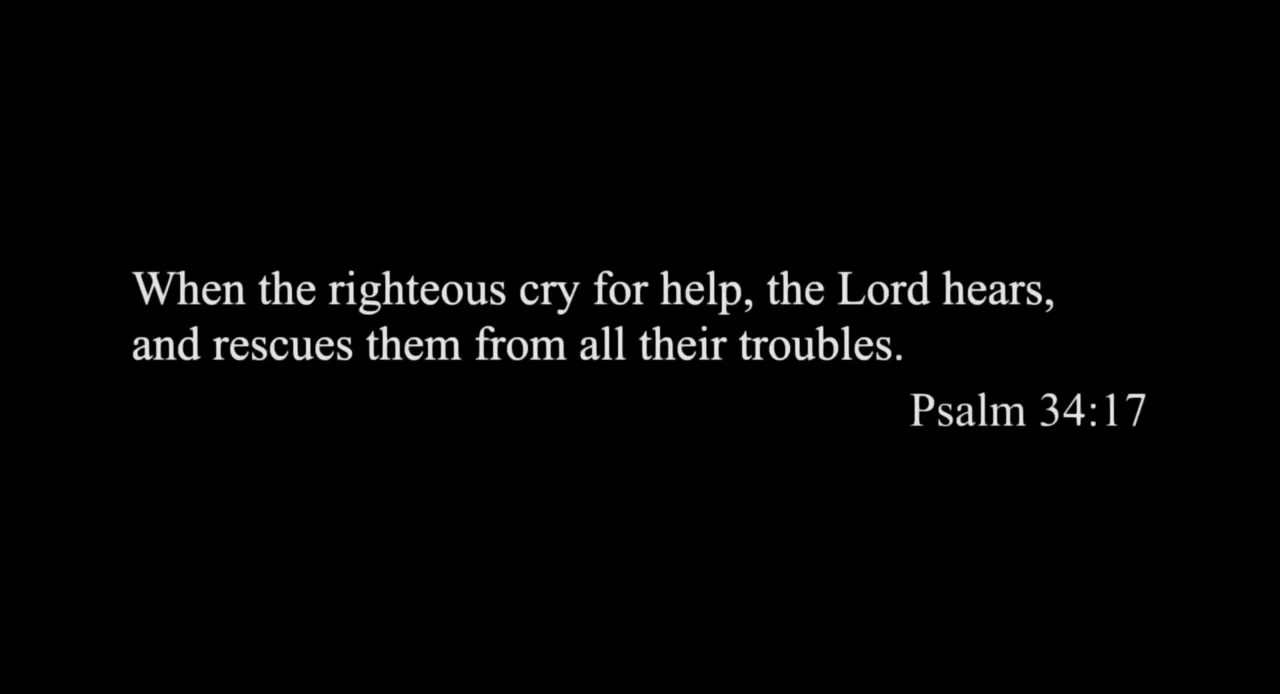 When the righteous cry for help, the Lord hears,
and rescues them from all their troubles.
Psalm 34:17